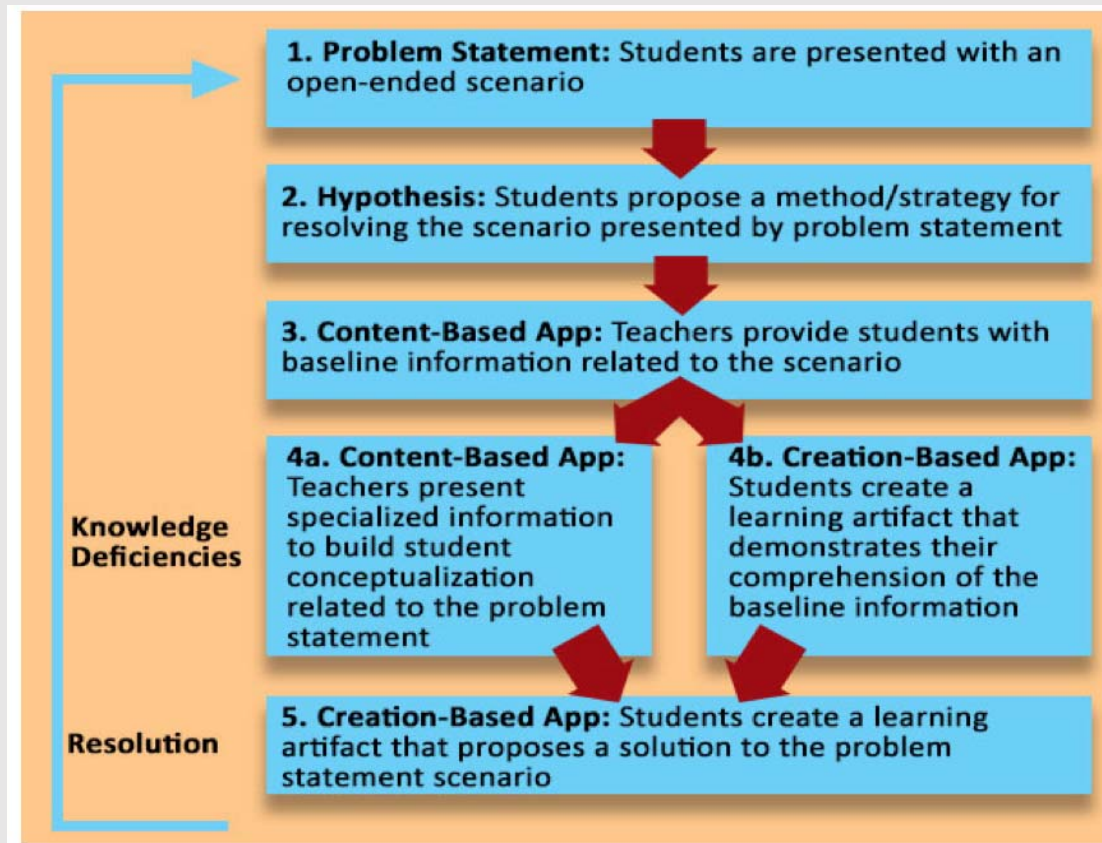 1. Problem Statement: Students are presented with an
open-ended scenario
2. Hypothesis: Students propose a method/strategy for
resolving the scenario presented by problem statement
3. Content-Based App: Teachers provide students with
baseline information related to the scenario
4a. Content-Based App:
Teachers present
specialized information
to build student
conceptualization
related to the problem
statement
4b. Creation-Based App:
Students create a
learning artifact that
demonstrates their
comprehension of the
baseline information
Knowledge
Deficiencies
5. Creation-Based App: Students create a learning
artifact that proposes a solution to the problem
statement scenario
Resolution